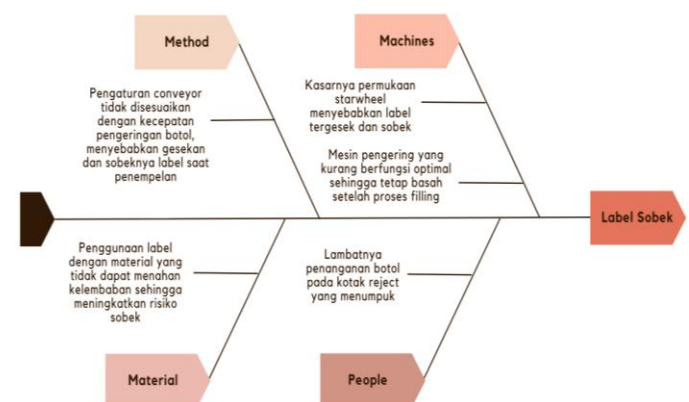 Method
Machines
Pengaturan conveyor
tidak disesuaikan
dengan kecepatan
pengeringan botol,
menyebabkan gesekan
dan sobeknya label saat
penempelan
Kasarnya permukaan
starwheel
menyebabkan label
tergesek dan sobek
Mesin pengering yang
kurang berfungsi optimal
sehingga tetap basah
setelah proses filling
Label Sobek
Penggunaan label
dengan material yang
tidak dapat menahan
kelembaban sehingga
meningkatkan risiko
sobek
Lambatnya
penanganan botol
pada kotak reject
yang menumpuk
Material
People